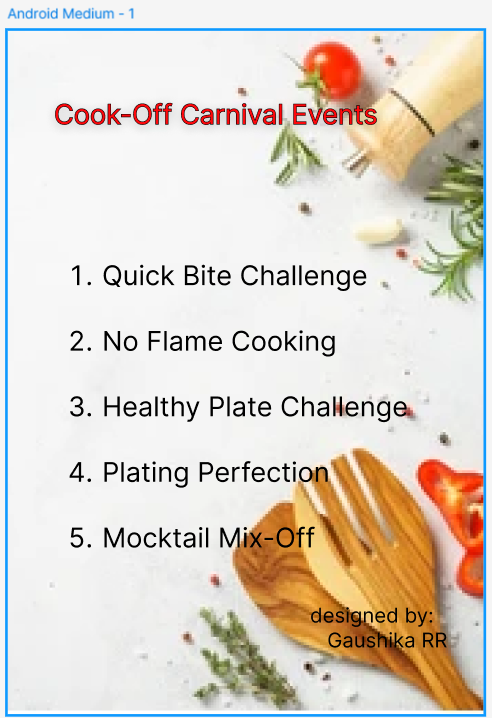 Android Medium - 1
Cook-Off Carnival Events
1. Quick Bite Challenge
2. No Flame Cooking
3. Healthy Plate Challenge
4. Plating Perfection
5. Mocktail Mix-Off
designed by:
Gaushika RR